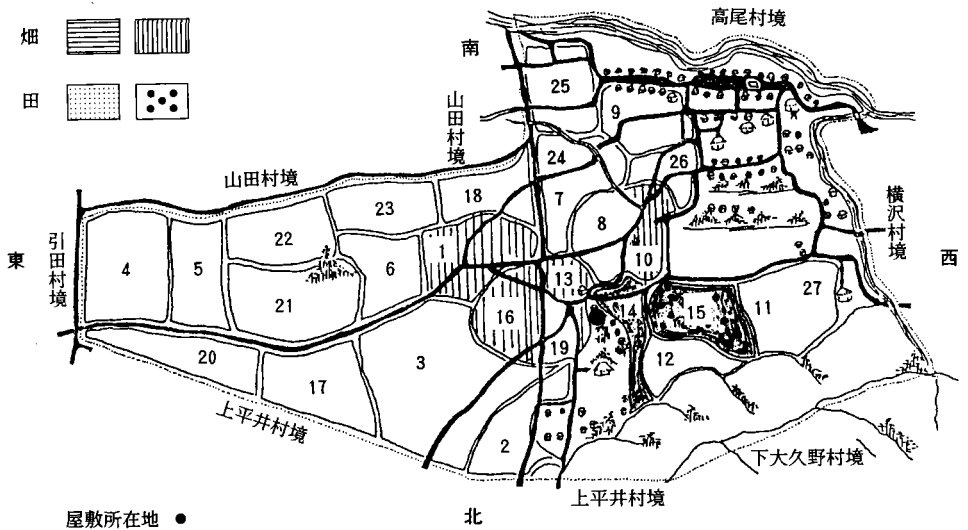 畑
田
南
高尾村境
山田村境
山田村境
横沢村境
東
引田村境
西
上平井村境
下大久野村境
上平井村境
北
屋敷所在地 ●
25
9
24
26
18
7
23
8
22
1
10
4
5
6
13
27
21
14
15
11
16
3
19
12
20
17
2